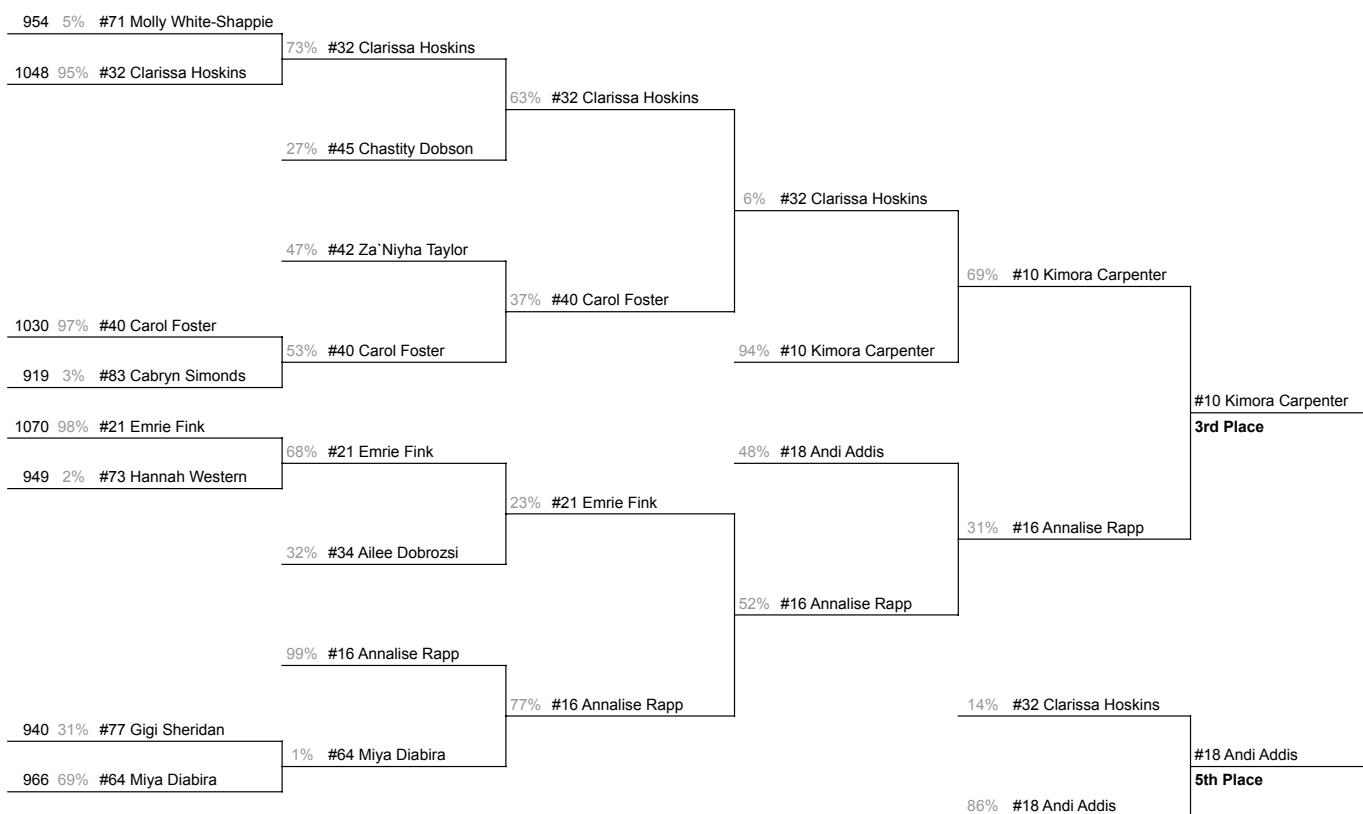 954 5% #71 Molly White-Shappie
73% #32 Clarissa Hoskins
1048 95% #32 Clarissa Hoskins
63% #32 Clarissa Hoskins
27% #45 Chastity Dobson
6% #32 Clarissa Hoskins
47% #42 Za`Niyha Taylor
69% #10 Kimora Carpenter
37% #40 Carol Foster
1030 97% #40 Carol Foster
53% #40 Carol Foster
94% #10 Kimora Carpenter
919 3% #83 Cabryn Simonds
#10 Kimora Carpenter
3rd Place
1070 98% #21 Emrie Fink
68% #21 Emrie Fink
48% #18 Andi Addis
949 2% #73 Hannah Western
23% #21 Emrie Fink
31% #16 Annalise Rapp
32% #34 Ailee Dobrozsi
52% #16 Annalise Rapp
99% #16 Annalise Rapp
77% #16 Annalise Rapp
14% #32 Clarissa Hoskins
940 31% #77 Gigi Sheridan
1% #64 Miya Diabira
#18 Andi Addis
966 69% #64 Miya Diabira
5th Place
86% #18 Andi Addis